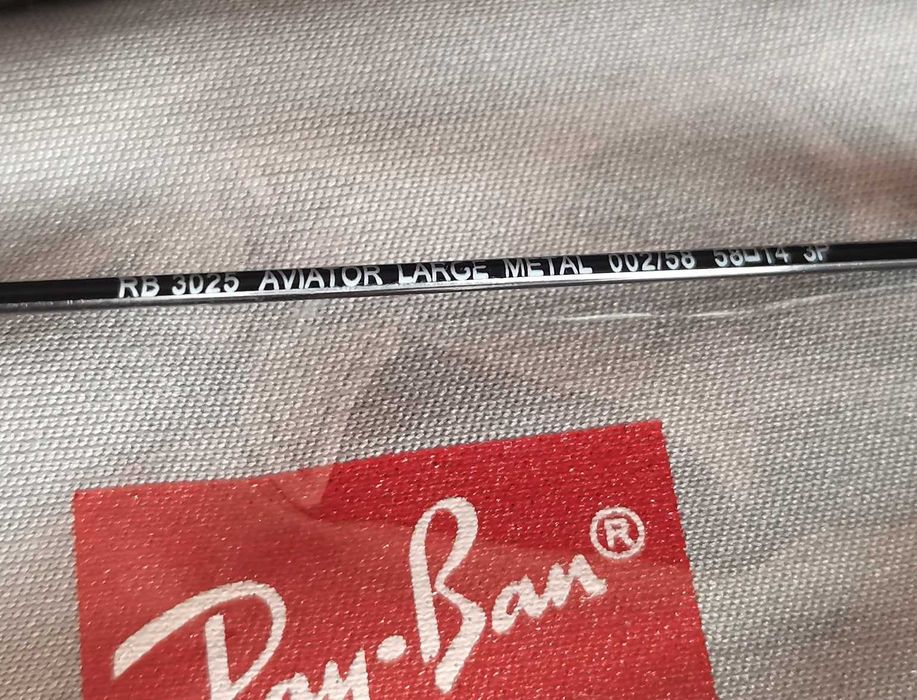 RB 3025 AVIATOR LARGE METAL 002/58 58□14 3P
Ray-Ban®